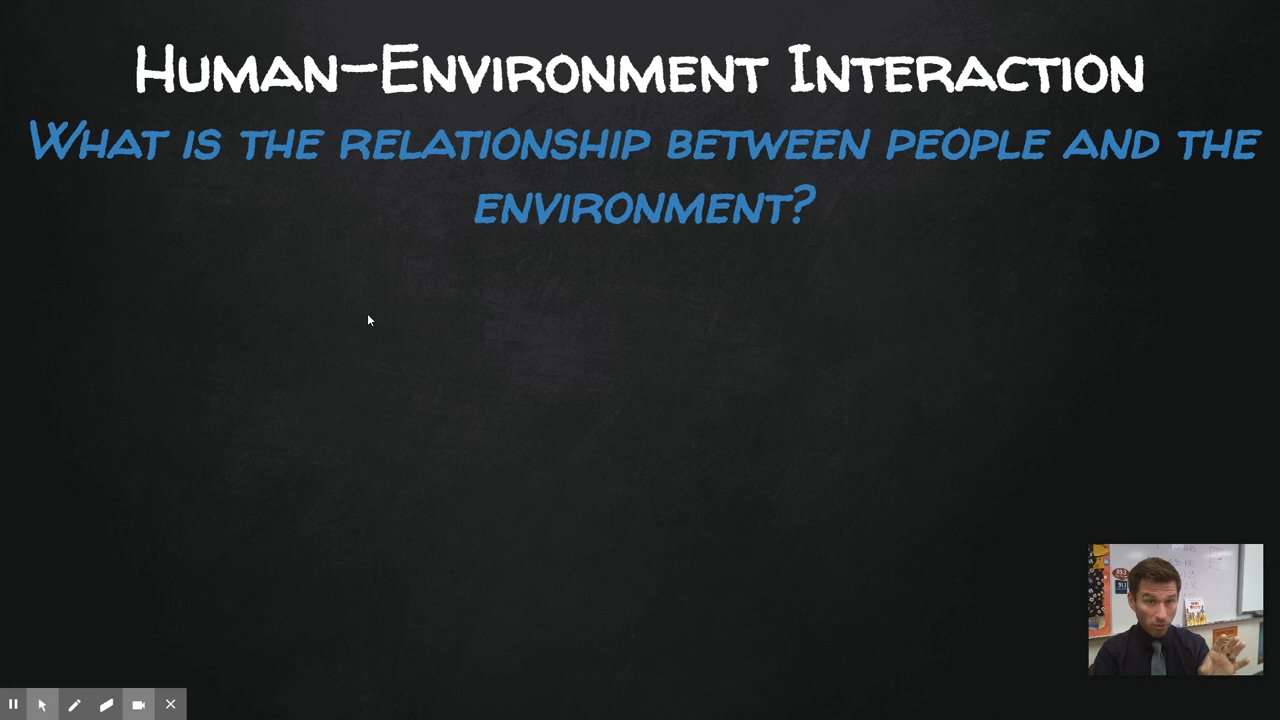 Human-Environment Interaction
What is the relationship between people and the
environment?